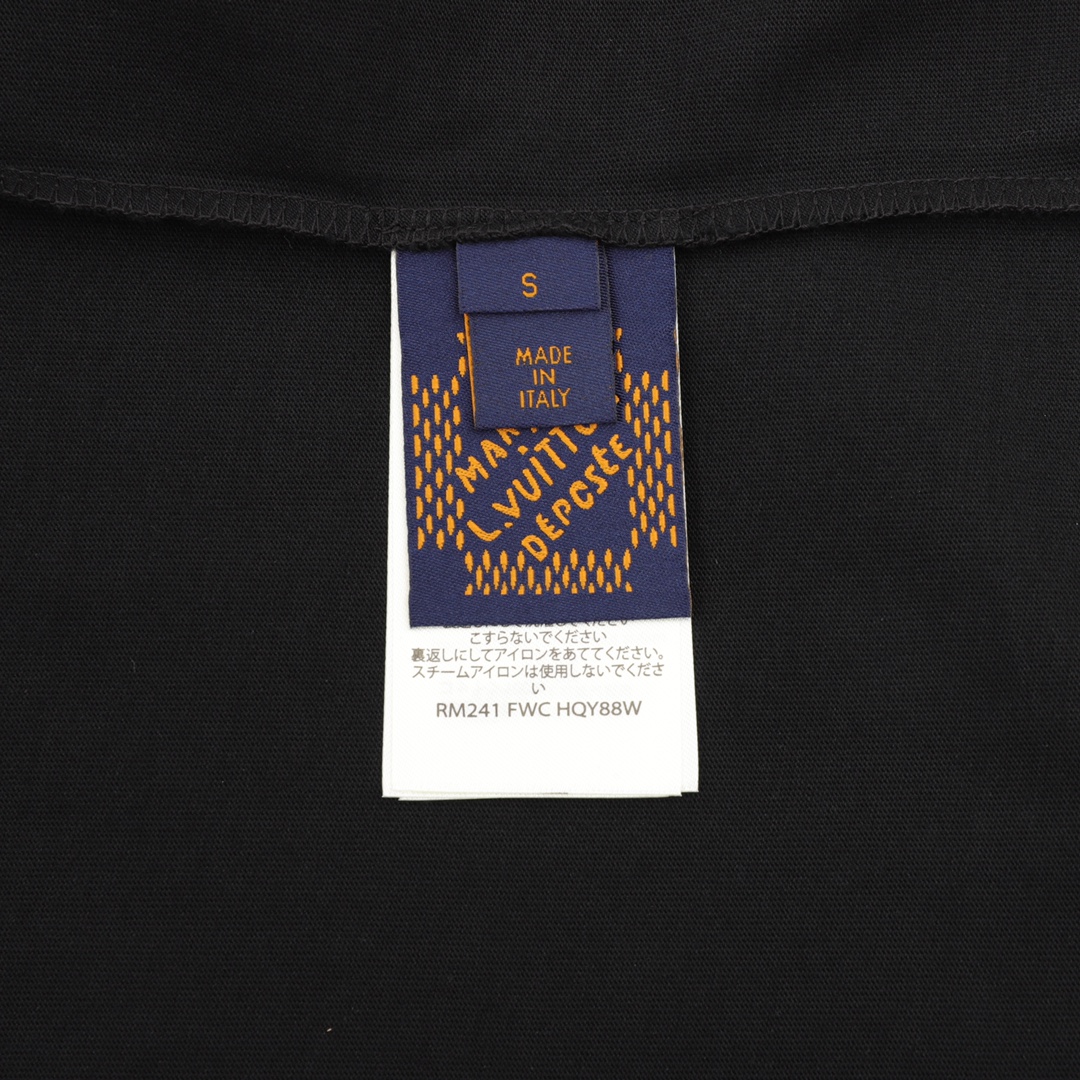 S
MADE
IN
ITALY
L.VUITTO
DÉPOSÉE
こすらないでください
裏返しにしてアイロンをあててください。
スチームアイロンは使用しないでくださ
い
RM241 FWC HQY88W